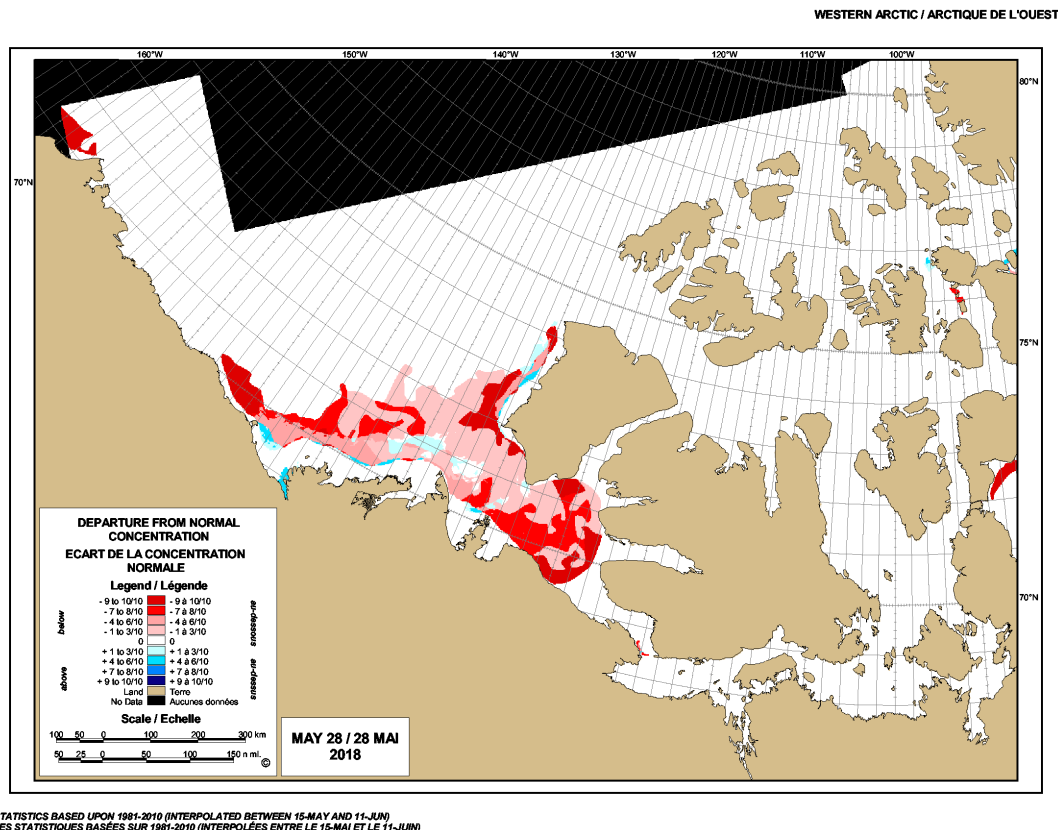 WESTERN ARCTIC / ARCTIQUE DE L'OUEST
160°W 150°W 140°W 130°W 120°W 110°W 100°W
80°N
70°N
75°N
70°N
DEPARTURE FROM NORMAL
CONCENTRATION
ECART DE LA CONCENTRATION
NORMALE
Legend / Légende
below
au-dessous
- 9 to 10/10 - 9 à 10/10
- 7 to 8/10 - 7 à 8/10
- 4 to 6/10 - 4 à 6/10
- 1 to 3/10 - 1 à 3/10
0 0
above
au-dessus
+ 1 to 3/10 + 1 à 3/10
+ 4 to 6/10 + 4 à 6/10
+ 7 to 8/10 + 7 à 8/10
+ 9 to 10/10 + 9 à 10/10
Land Terre
No Data Aucunes données
Scale / Echelle
100 50 0 100 200 300 km
50 25 0 50 100 150 n mi.
©
MAY 28 / 28 MAI
2018
TATISTICS BASED UPON 1981-2010 (INTERPOLATED BETWEEN 15-MAY AND 11-JUN)
ES STATISTIQUES BASÉES SUR 1981-2010 (INTERPOLÉES ENTRE LE 15-MAI ET LE 11-JUIN)